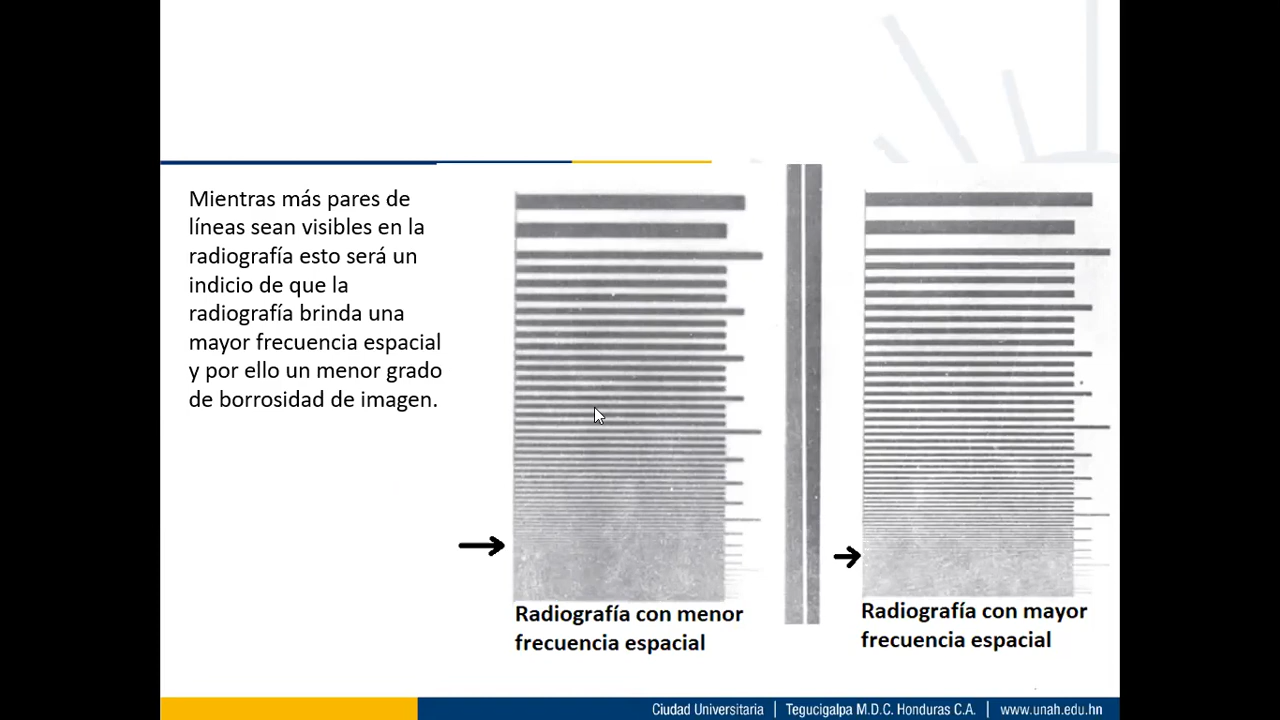 Mientras más pares de
líneas sean visibles en la
radiografía esto será un
indicio de que la
radiografía brinda una
mayor frecuencia espacial
y por ello un menor grado
de borrosidad de imagen.
Radiografía con menor
frecuencia espacial
Radiografía con mayor
frecuencia espacial
Ciudad Universitaria | Tegucigalpa M.D.C. Honduras C.A. | www.unah.edu.hn